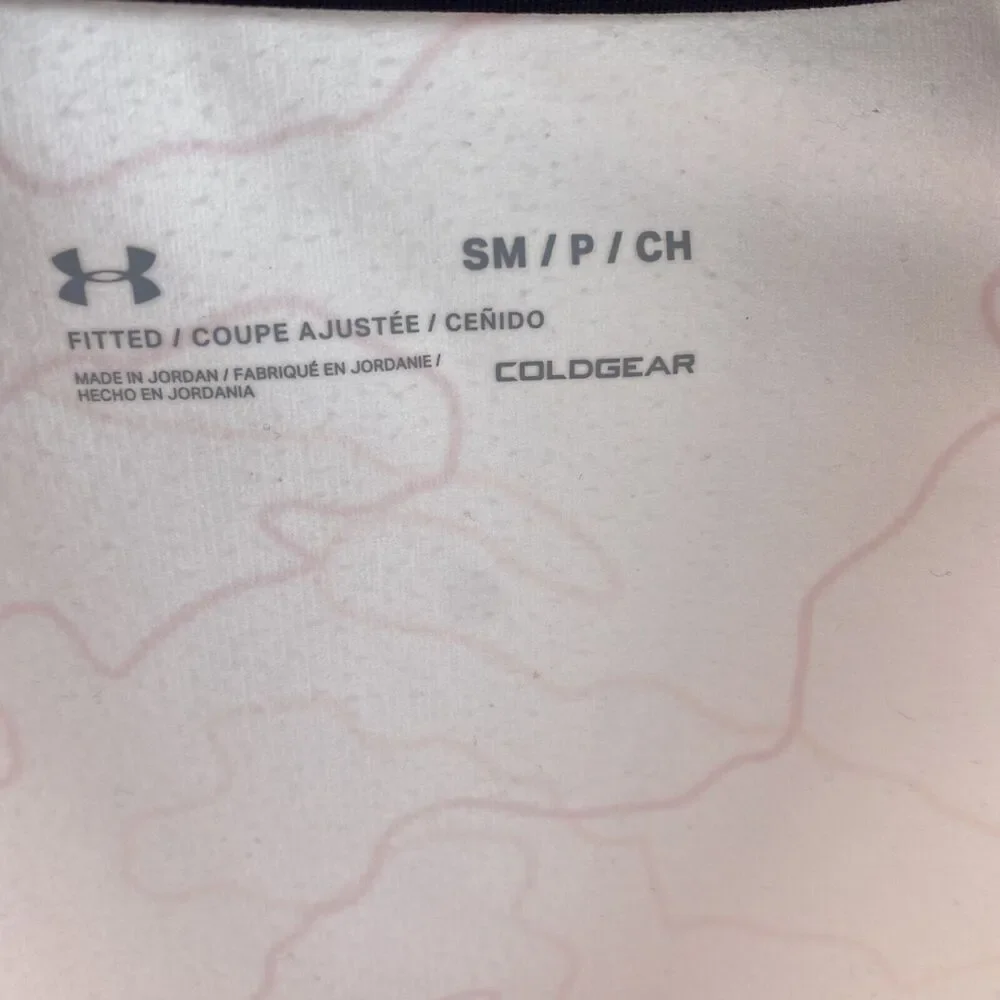 SM / P / CH
FITTED / COUPE AJUSTÉE / CEÑIDO
MADE IN JORDAN / FABRIQUÉ EN JORDANIE /
HECHO EN JORDANIA
COLDGEAR